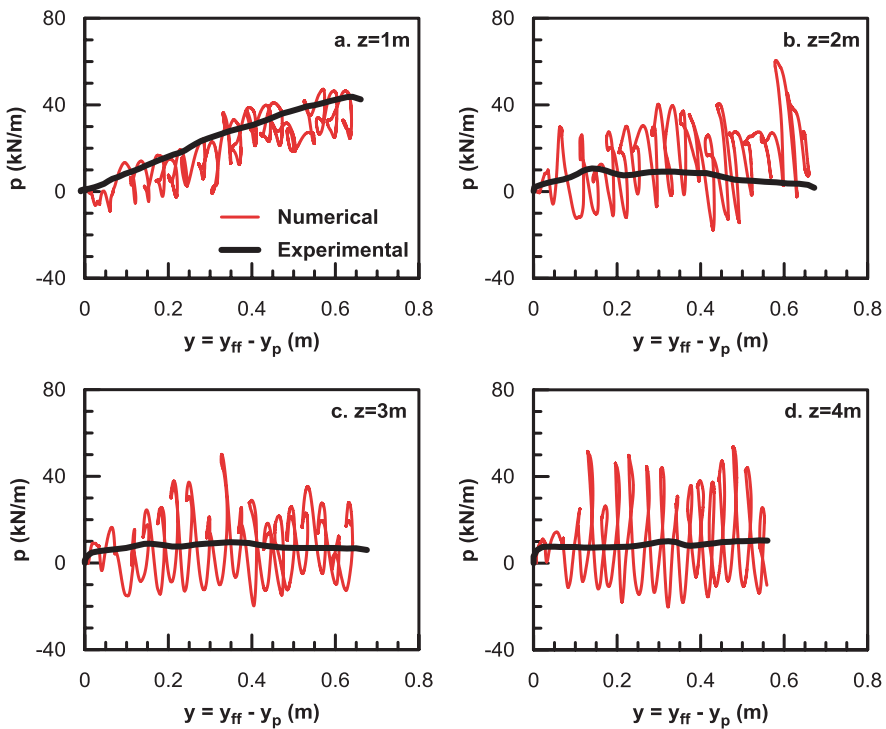 80
40
0
-40
p (kN/m)
a. z=1m
Numerical
Experimental
0 0.2 0.4 0.6 0.8
y = yff - yp (m)
80
40
0
-40
p (kN/m)
b. z=2m
0 0.2 0.4 0.6 0.8
y = yff - yp (m)
80
40
0
-40
p (kN/m)
c. z=3m
0 0.2 0.4 0.6 0.8
y = yff - yp (m)
80
40
0
-40
p (kN/m)
d. z=4m
0 0.2 0.4 0.6 0.8
y = yff - yp (m)